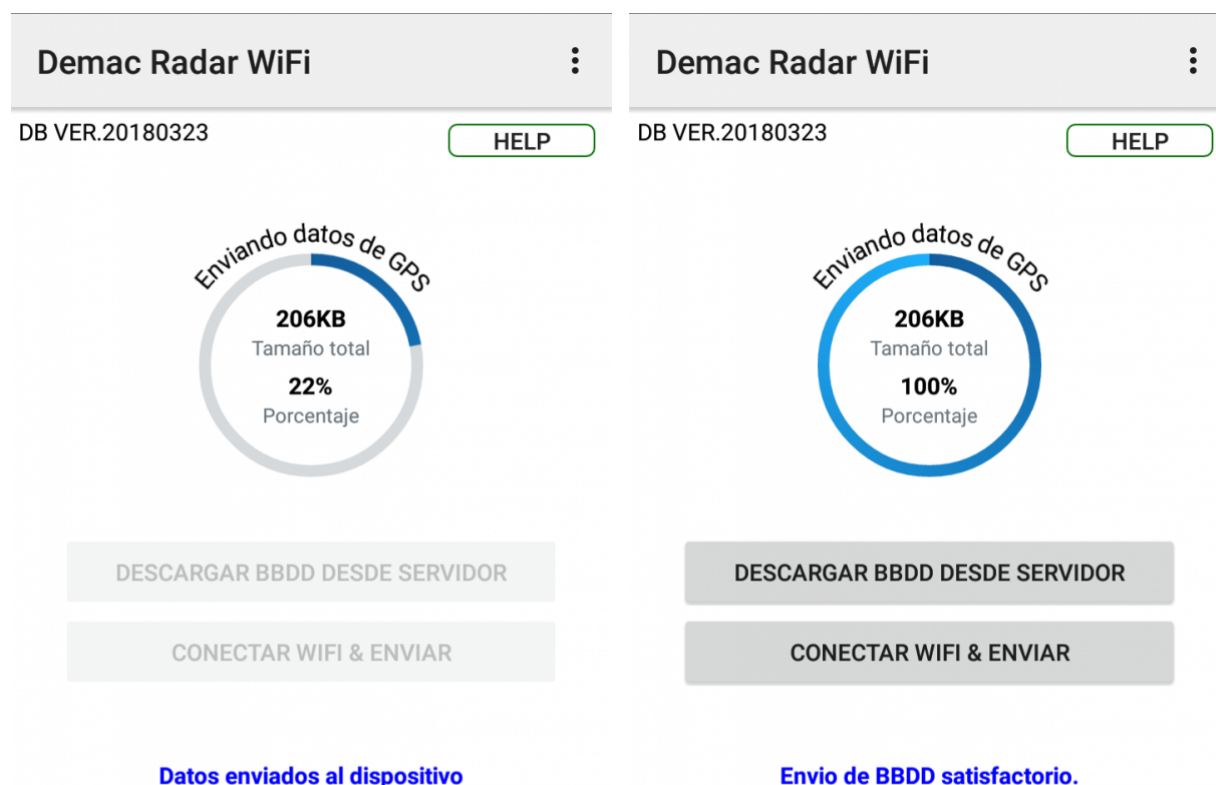 Demac Radar WiFi
DB VER.20180323
HELP
Enviando datos de GPS
206KB
Tamaño total
22%
Porcentaje
DESCARGAR BBDD DESDE SERVIDOR
CONECTAR WIFI & ENVIAR
Datos enviados al dispositivo
Demac Radar WiFi
DB VER.20180323
HELP
Enviando datos de GPS
206KB
Tamaño total
100%
Porcentaje
DESCARGAR BBDD DESDE SERVIDOR
CONECTAR WIFI & ENVIAR
Envio de BBDD satisfactorio.